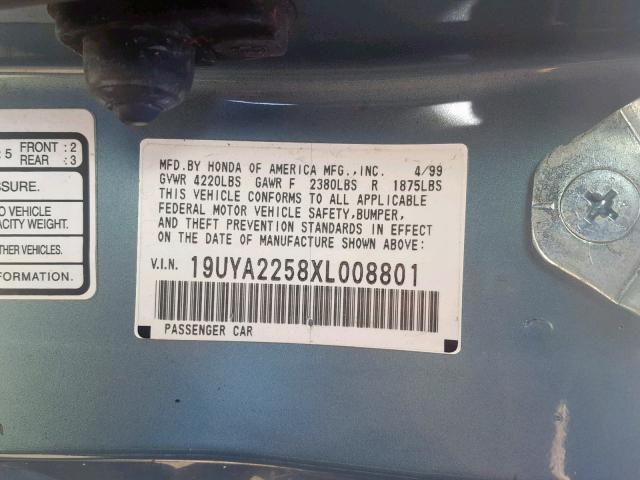 : 5 FRONT : 2
REAR : 3
SSURE.
O VEHICLE
PACITY WEIGHT.
THER VEHICLES.
NFORMATION.
MFD.BY HONDA OF AMERICA MFG.,INC. 4/99
GVWR 4220LBS GAWR F 2380LBS R 1875LBS
THIS VEHICLE CONFORMS TO ALL APPLICABLE
FEDERAL MOTOR VEHICLE SAFETY,BUMPER,
AND THEFT PREVENTION STANDARDS IN EFFECT
ON THE DATE OF MANUFACTURE SHOWN ABOVE:
V.I.N. 19UYA2258XL008801
PASSENGER CAR